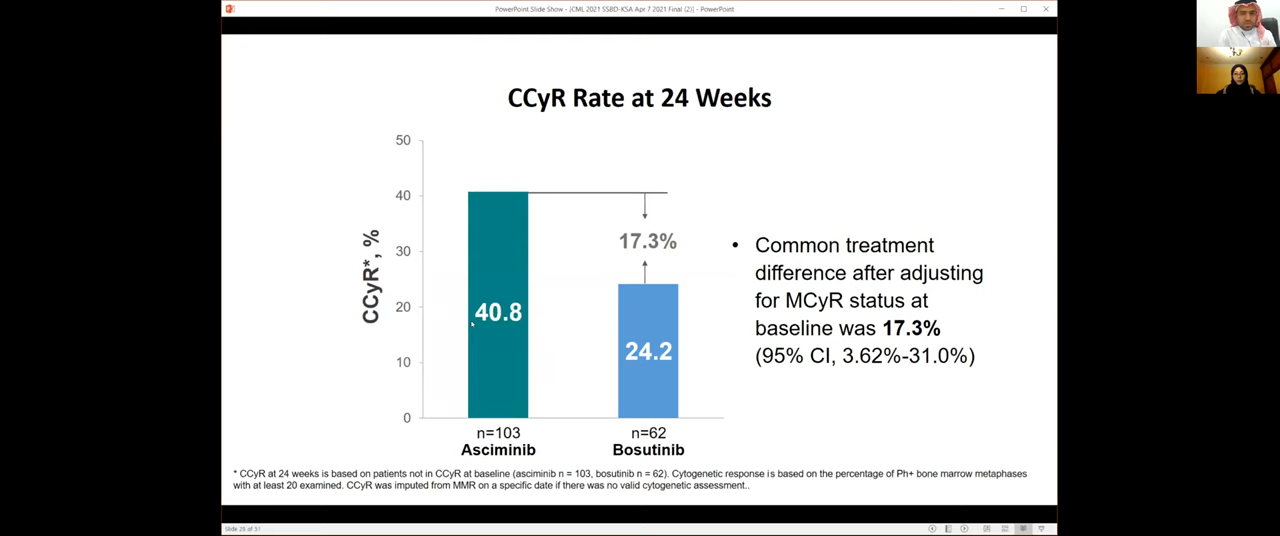 PowerPoint Slide Show - [CML 2021 SSBD-KSA Apr 7 2021 Final (2)] - PowerPoint
CCyR Rate at 24 Weeks
CCyR*, %
50
40
30
20
10
0
40.8
17.3%
24.2
n=103
Asciminib
n=62
Bosutinib
• Common treatment
difference after adjusting
for MCyR status at
baseline was 17.3%
(95% CI, 3.62%-31.0%)
* CCyR at 24 weeks is based on patients not in CCyR at baseline (asciminib n = 103, bosutinib n = 62). Cytogenetic response is based on the percentage of Ph+ bone marrow metaphases
with at least 20 examined. CCyR was imputed from MMR on a specific date if there was no valid cytogenetic assessment..